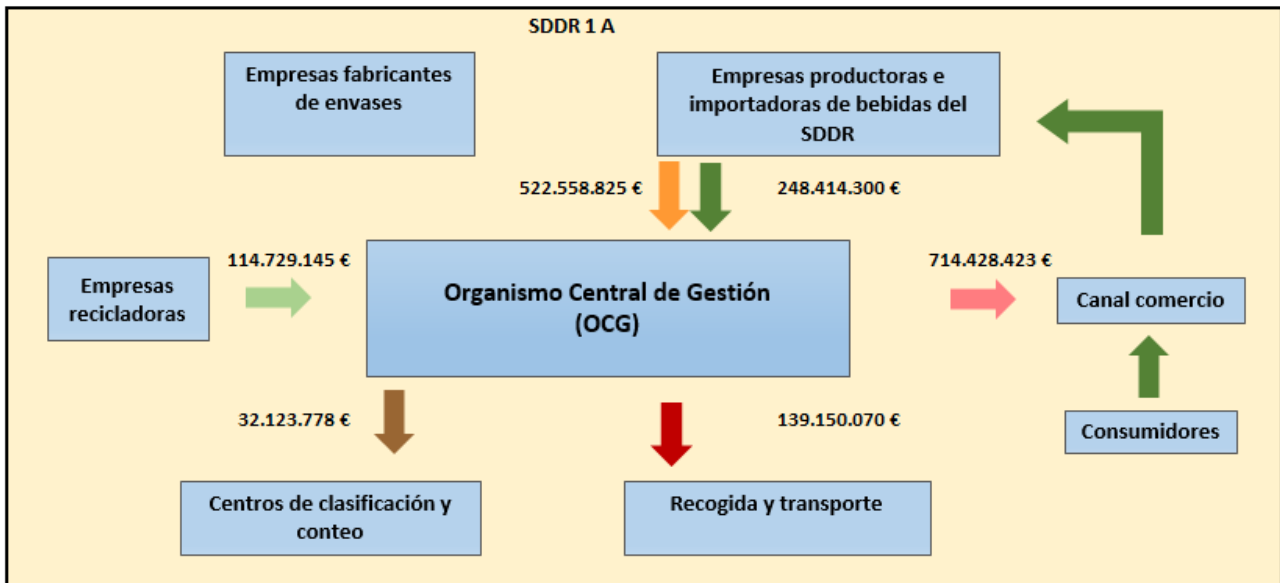 SDDR 1 A
Empresas fabricantes
de envases
Empresas productoras e
importadoras de bebidas del
SDDR
522.558.825 €
248.414.300 €
114.729.145 €
714.428.423 €
Empresas
recicladoras
Organismo Central de Gestión
(OCG)
Canal comercio
32.123.778 €
139.150.070 €
Consumidores
Centros de clasificación y
conteo
Recogida y transporte